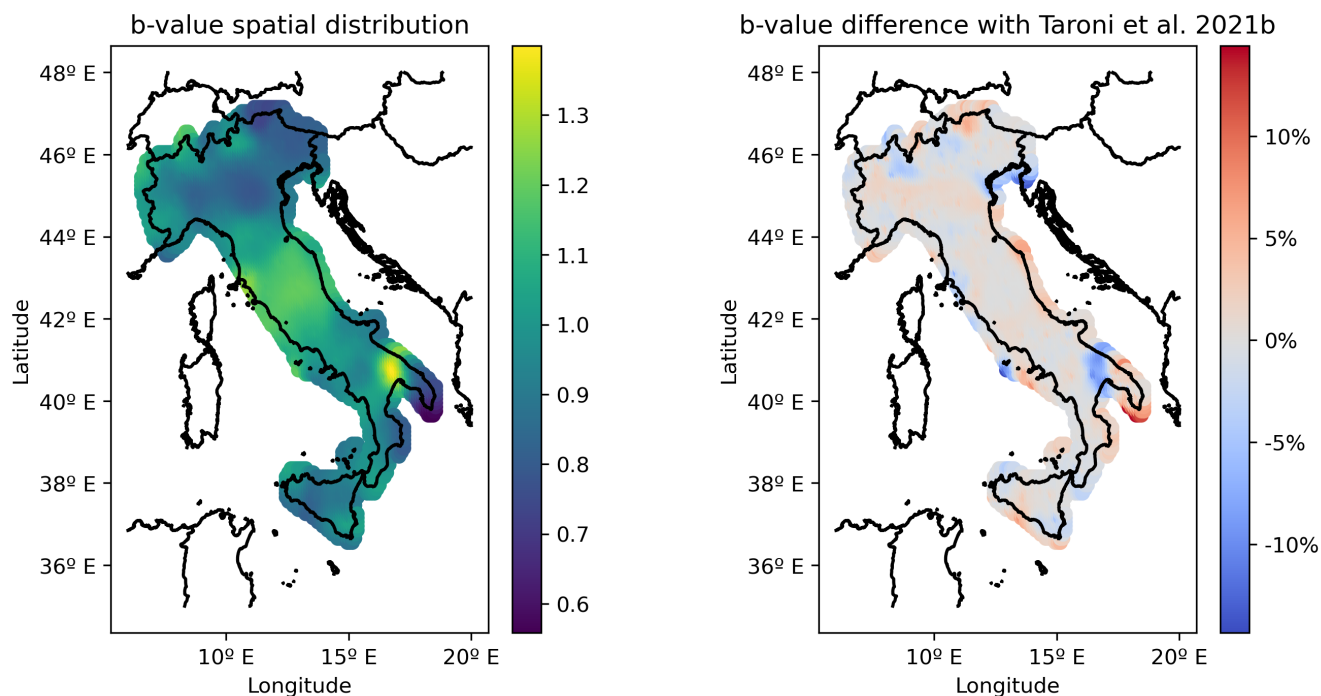 b-value spatial distribution
48º E
46º E
44º E
42º E
40º E
38º E
36º E
Latitude
10º E
15º E
20º E
Longitude
1.3
1.2
1.1
1.0
0.9
0.8
0.7
0.6
b-value difference with Taroni et al. 2021b
48º E
46º E
44º E
42º E
40º E
38º E
36º E
Latitude
10º E
15º E
20º E
Longitude
10%
5%
0%
-5%
-10%